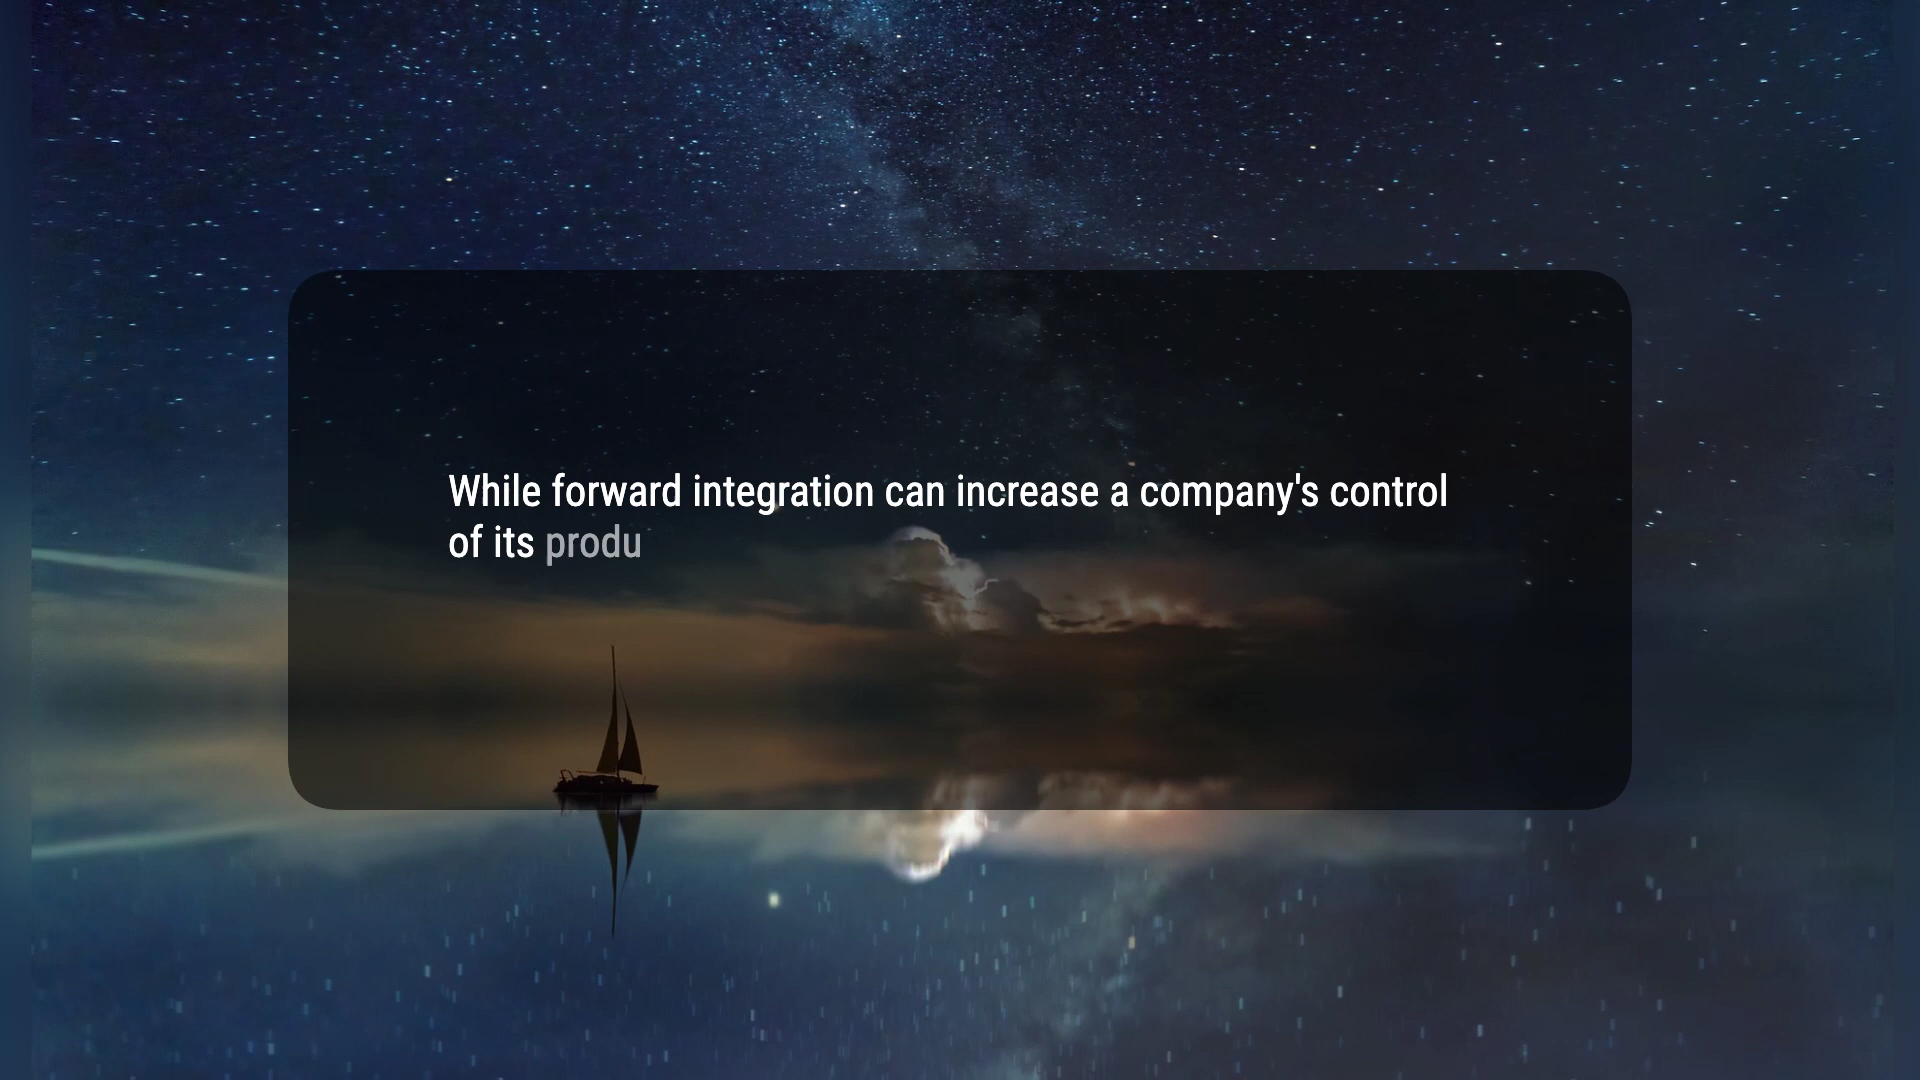 While forward integration can increase a company's control
of its produ